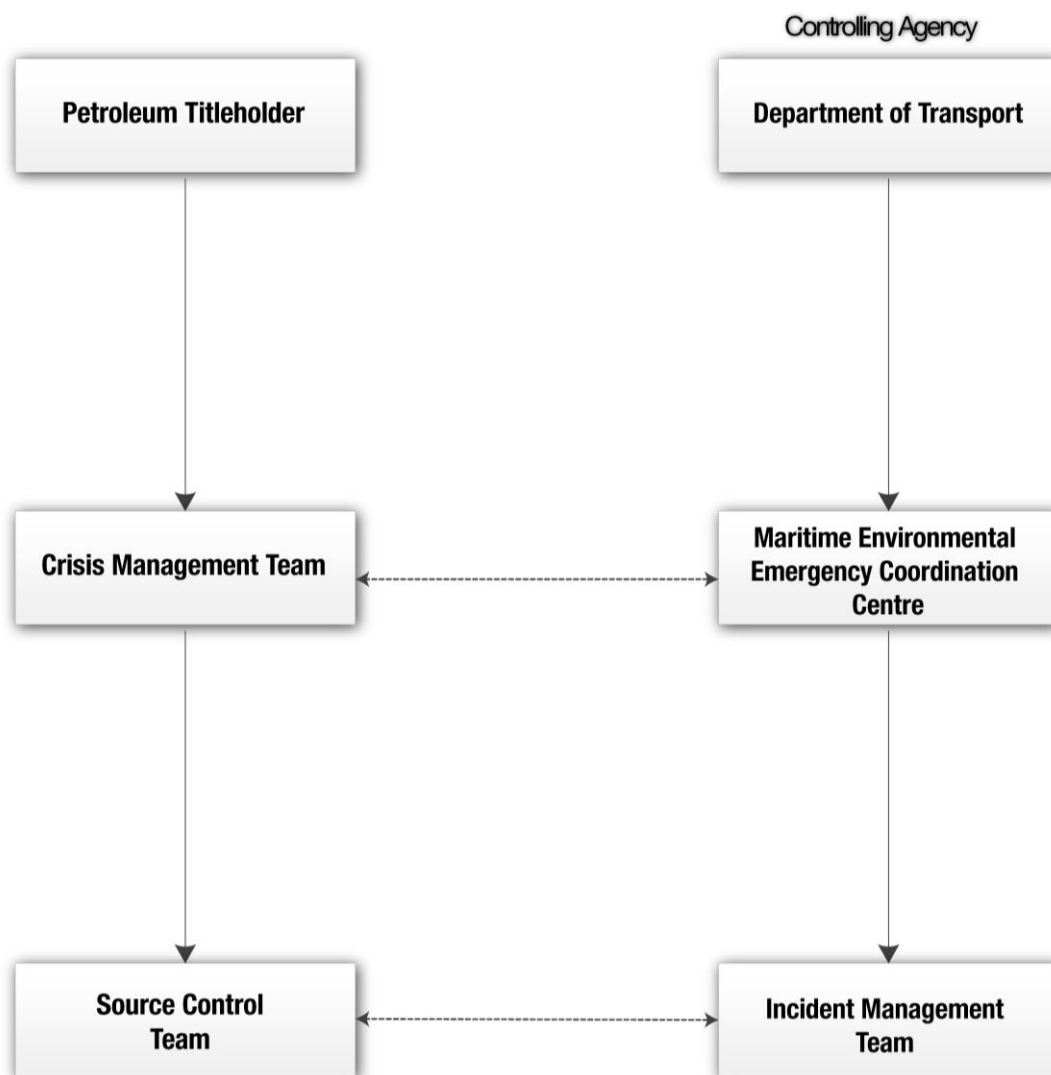 Controlling Agency
Petroleum Titleholder
Department of Transport
Crisis Management Team
Maritime Environmental
Emergency Coordination
Centre
Source Control
Team
Incident Management
Team